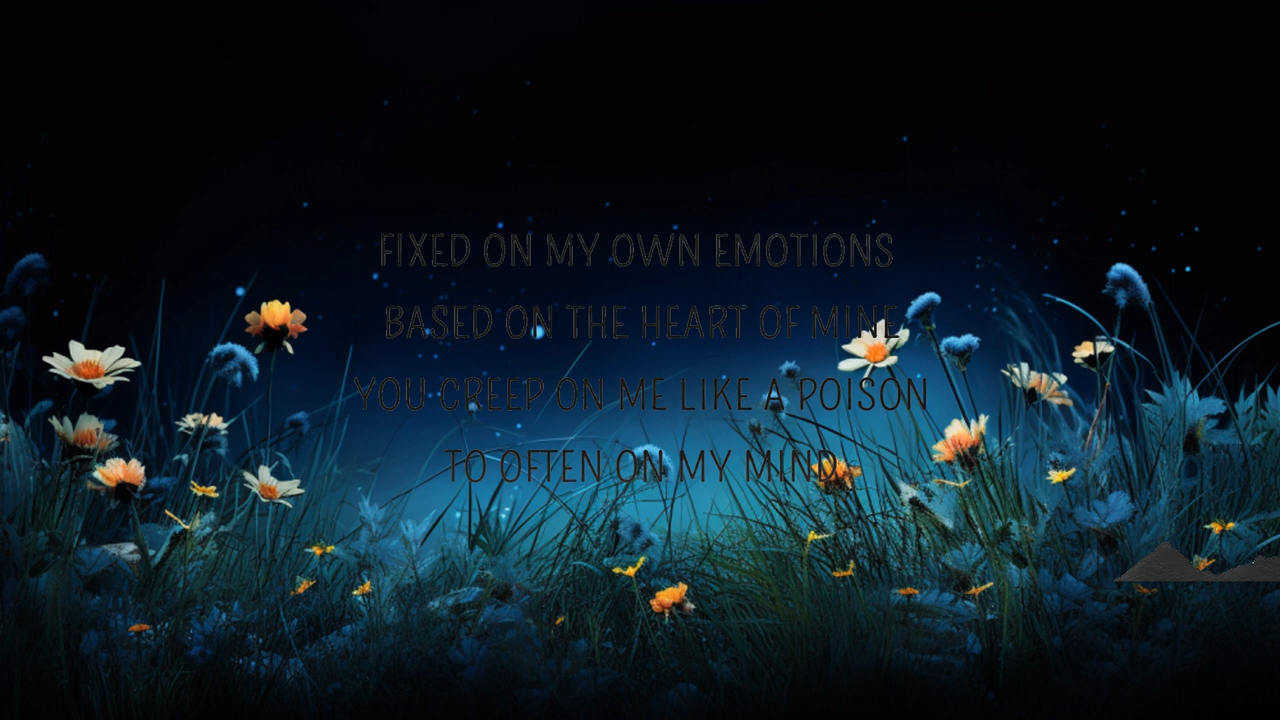 FIXED ON MY OWN EMOTIONS
BASED ON THE HEART OF MINE
YOU CREEP ON ME LIKE A POISON
TO OFTEN ON MY MIND